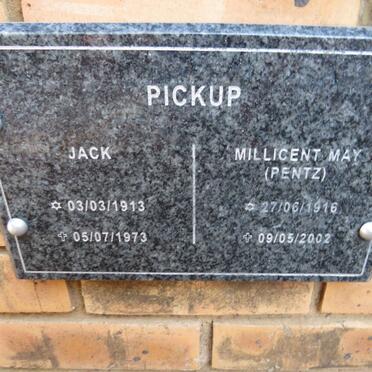 PICKUP
JACK
✡ 03/03/1913
✝ 05/07/1973
MILLICENT MAY
(PENTZ)
✡ 27/06/1916
✝ 09/05/2002